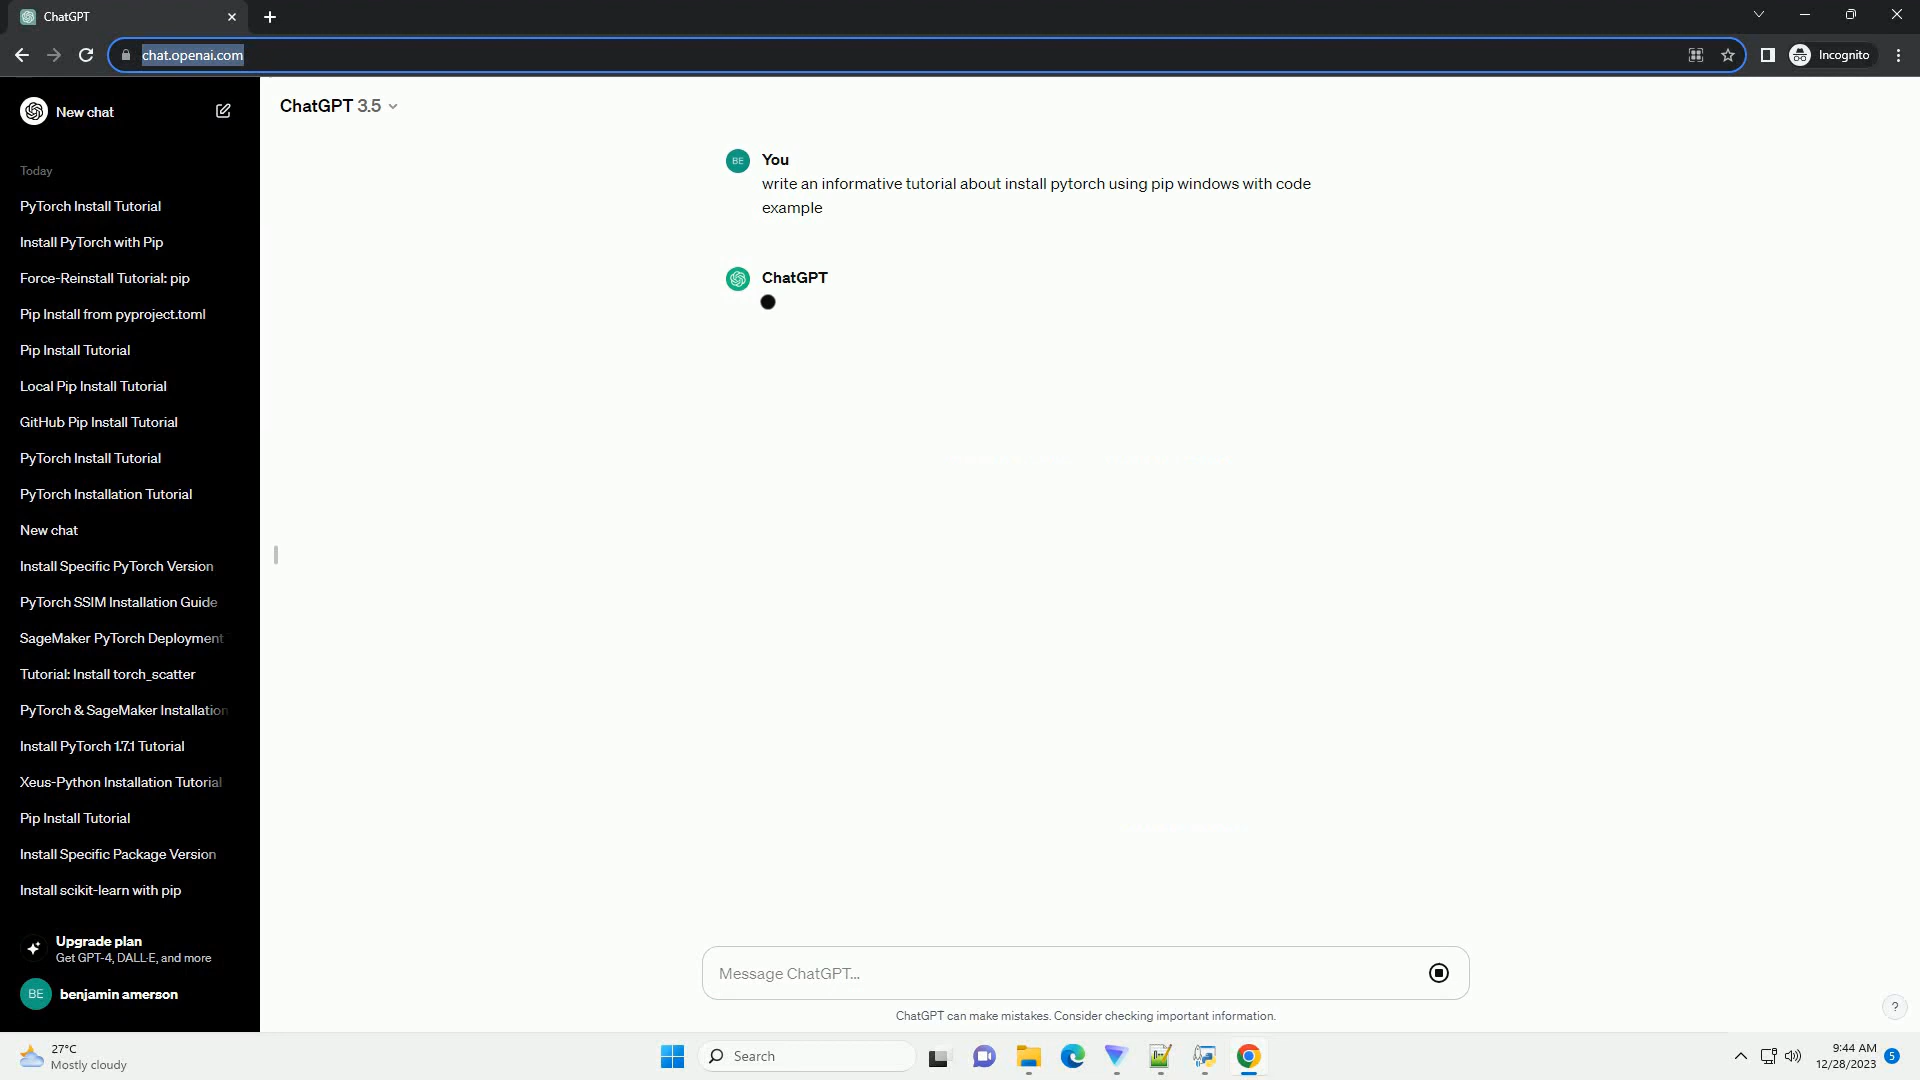 ChatGPT
chat.openai.com
Incognito
New chat
Today
PyTorch Install Tutorial
Install PyTorch with Pip
Force-Reinstall Tutorial: pip
Pip Install from pyproject.toml
Pip Install Tutorial
Local Pip Install Tutorial
GitHub Pip Install Tutorial
PyTorch Install Tutorial
PyTorch Installation Tutorial
New chat
Install Specific PyTorch Version
PyTorch SSIM Installation Guide
SageMaker PyTorch Deployment
Tutorial: Install torch_scatter
PyTorch & SageMaker Installation
Install PyTorch 1.7.1 Tutorial
Xeus-Python Installation Tutorial
Pip Install Tutorial
Install Specific Package Version
Install scikit-learn with pip
Upgrade plan
Get GPT-4, DALL·E, and more
BE
benjamin amerson
ChatGPT 3.5
BE
You
write an informative tutorial about install pytorch using pip windows with code
example
ChatGPT
Message ChatGPT...
ChatGPT can make mistakes. Consider checking important information.
?
27°C
Mostly cloudy
Search
9:44 AM
12/28/2023
5